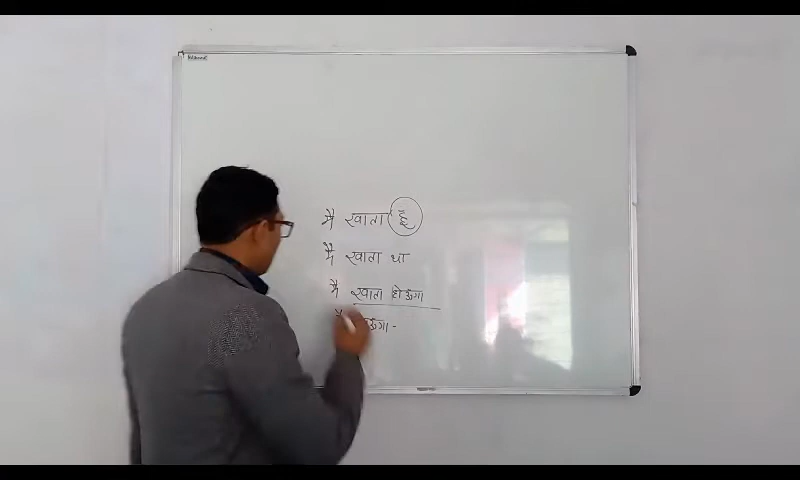 मैं खाता हूँ
मैं खाता था
मैं खाता होऊंगा